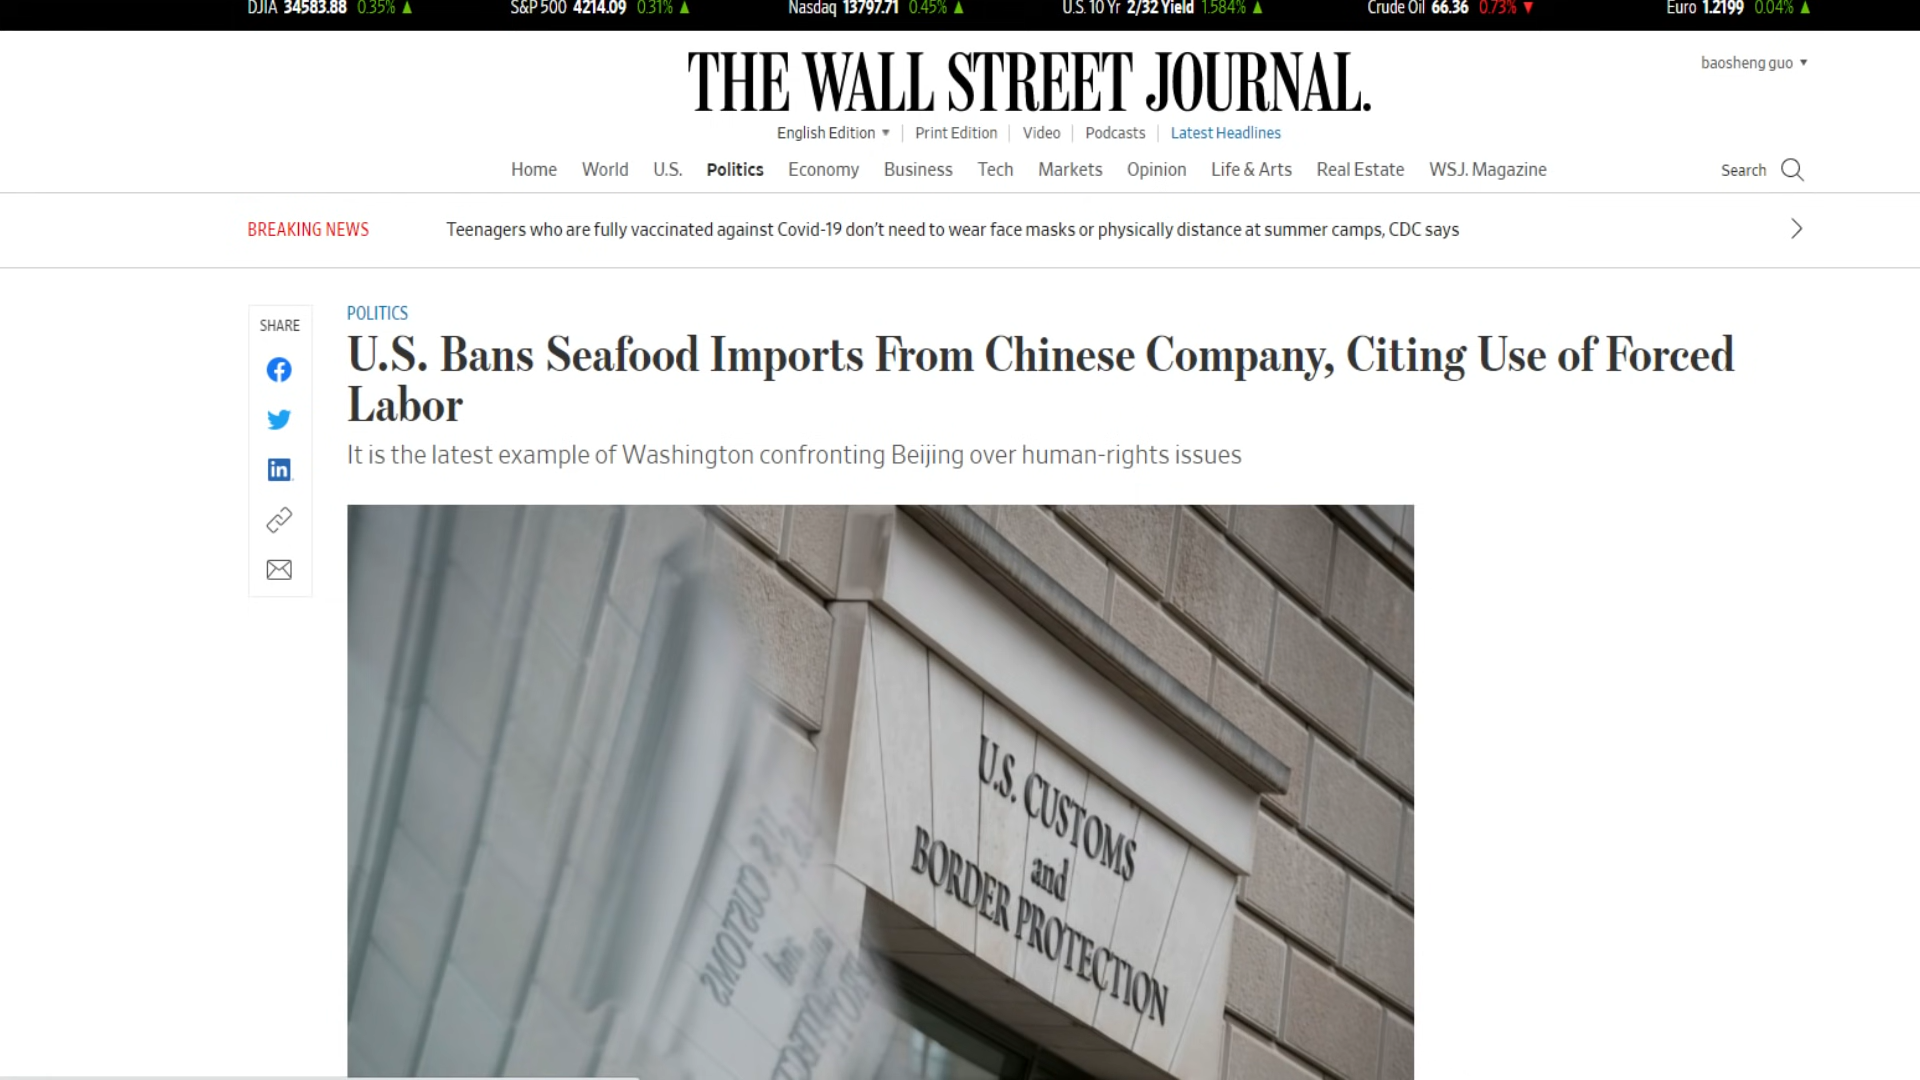 DJIA 34583.88 0.35% ▲ S&P 500 4214.09 0.31% ▲ Nasdaq 13797.71 0.45% ▲ U.S. 10 Yr 2/32 Yield 1.584% ▲ Crude Oil 66.36 0.73% ▼ Euro 1.2199 0.04% ▲
THE WALL STREET JOURNAL.
baosheng guo ▼
English Edition ▼ | Print Edition | Video | Podcasts | Latest Headlines
Home World U.S. Politics Economy Business Tech Markets Opinion Life & Arts Real Estate WSJ. Magazine Search
BREAKING NEWS Teenagers who are fully vaccinated against Covid-19 don't need to wear face masks or physically distance at summer camps, CDC says
SHARE
POLITICS
U.S. Bans Seafood Imports From Chinese Company, Citing Use of Forced
Labor
It is the latest example of Washington confronting Beijing over human-rights issues
in
U.S. CUSTOMS
and
BORDER PROTECTION